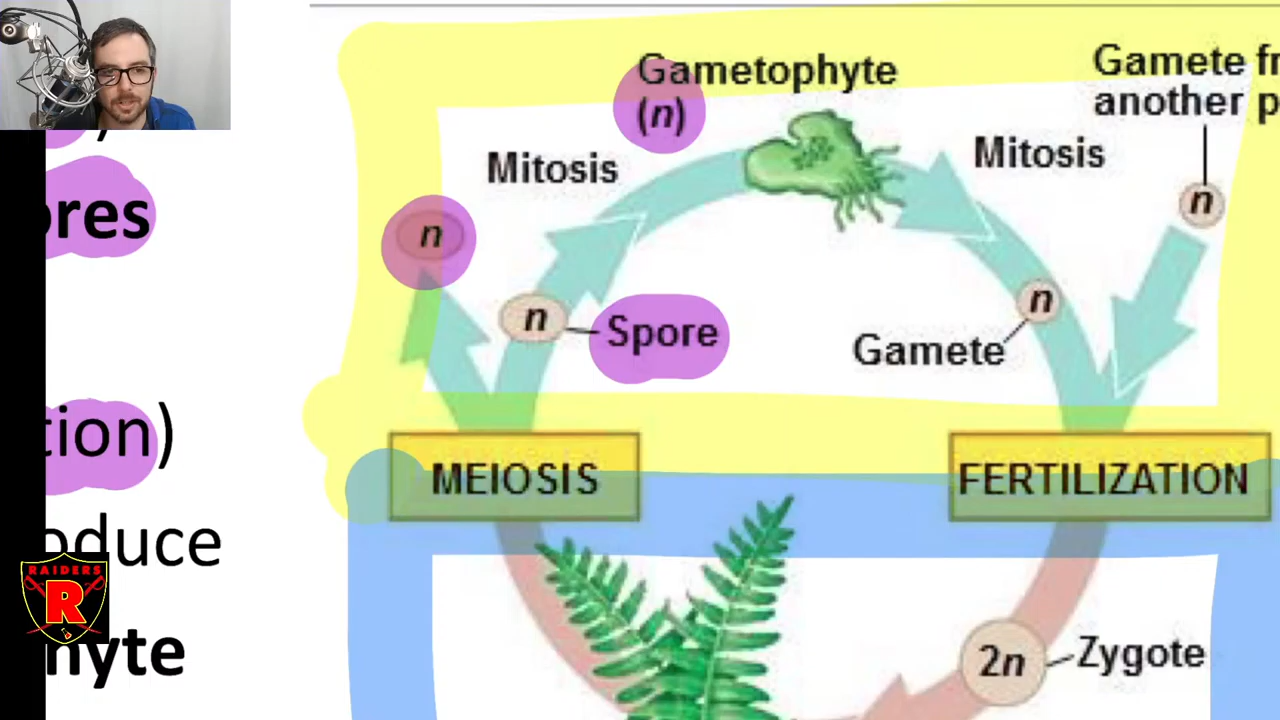 Gametophyte
(n)
Gamete fr
another p
Mitosis
Mitosis
n
ores
n
n
Spore
n
Gamete
tion)
MEIOSIS
FERTILIZATION
oduce
RAIDERS
R
hyte
2n
Zygote